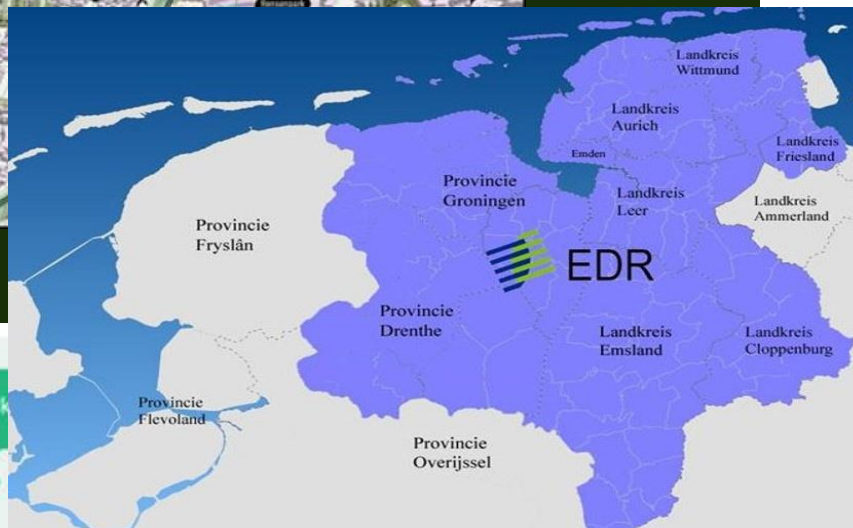 Landkreis
Wittmund
Landkreis
Aurich
Emden
Landkreis
Friesland
Provincie
Groningen
Landkreis
Leer
Landkreis
Ammerland
Provincie
Fryslân
EDR
Provincie
Drenthe
Landkreis
Emsland
Landkreis
Cloppenburg
Provincie
Flevoland
Provincie
Overijssel